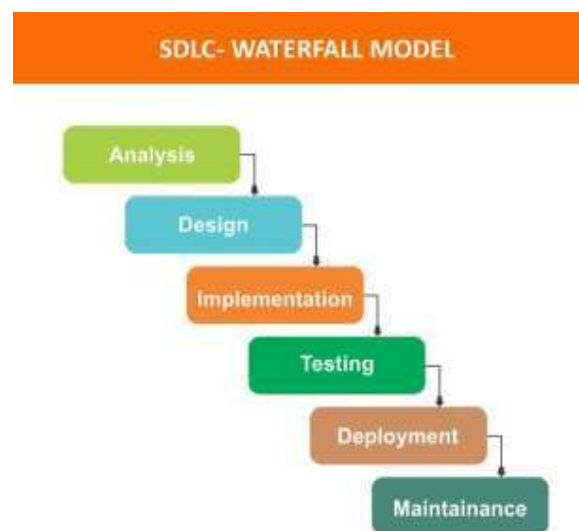 SDLC- WATERFALL MODEL
Analysis
Design
Implementation
Testing
Deployment
Maintainance